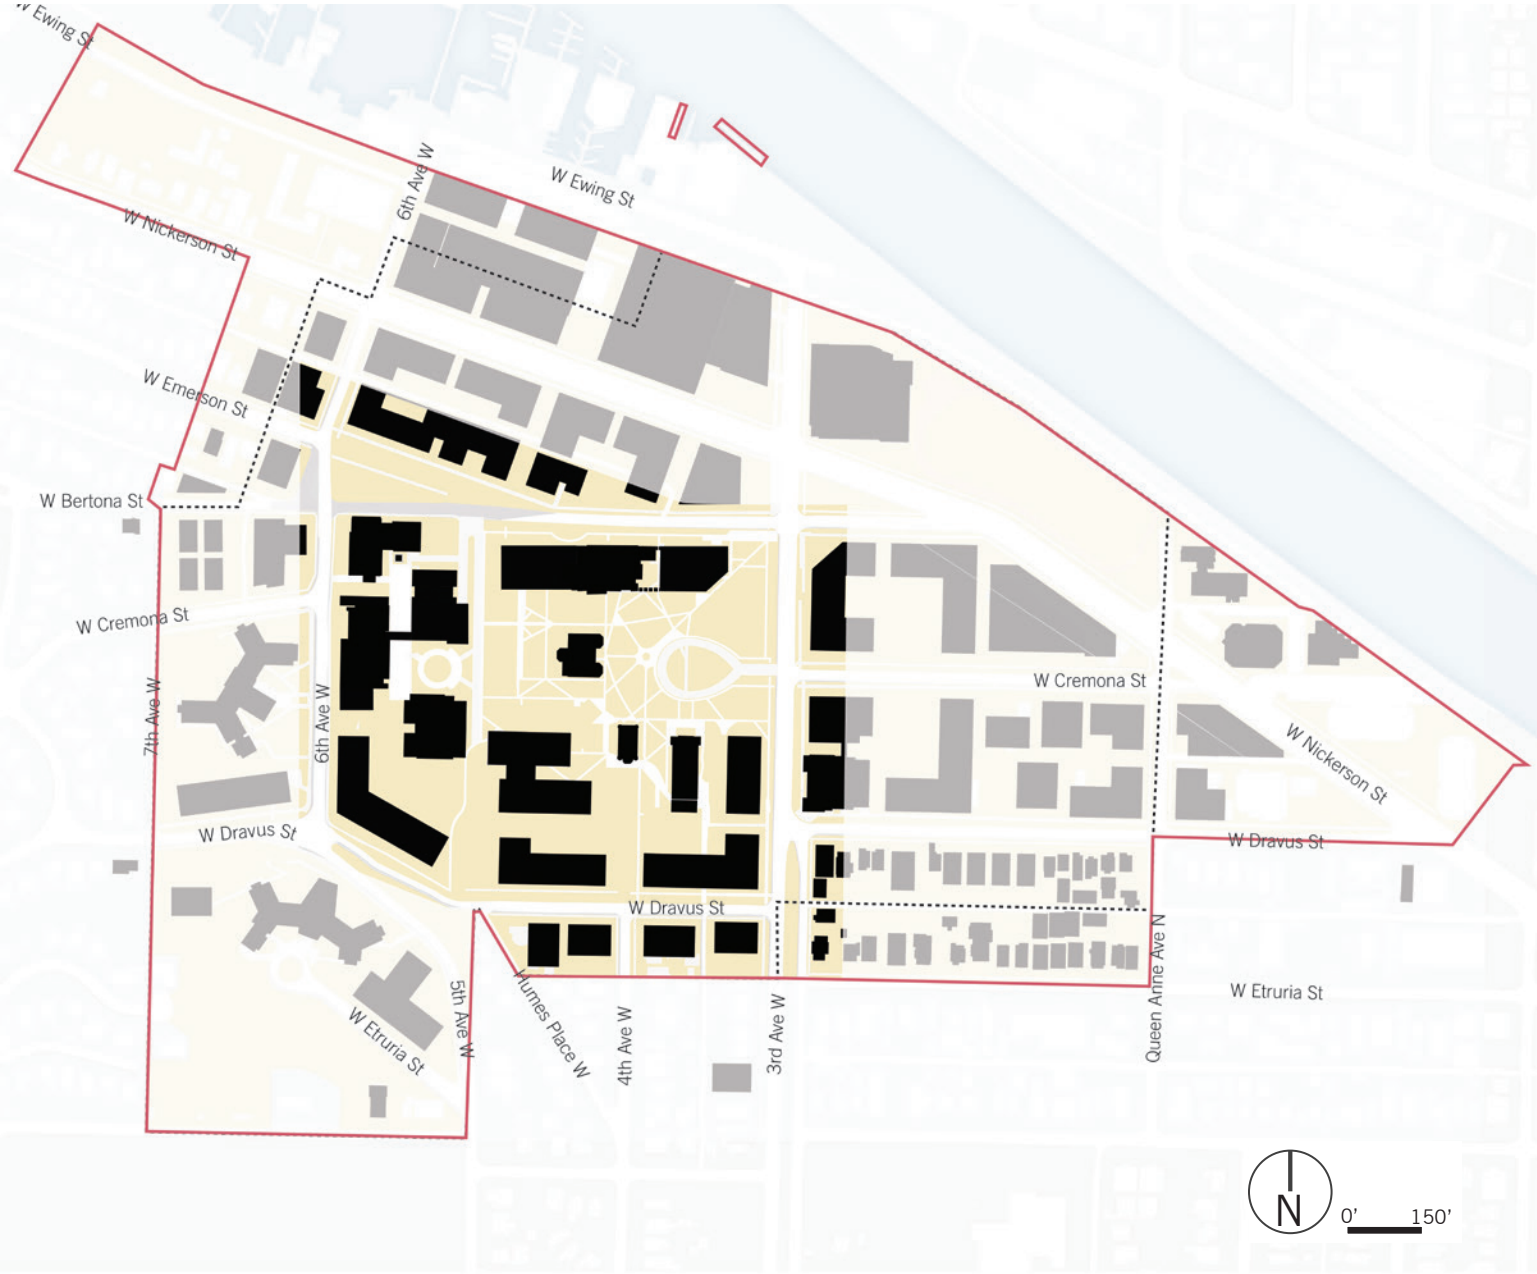 W Ewing St
6th Ave W
W Ewing St
W Nickerson St
W Emerson St
W Bertona St
W Cremona St
W Cremona St
7th Ave W
6th Ave W
W Nickerson St
W Dravus St
W Dravus St
W Dravus St
Humes Place W
5th Ave W
W Etruria St
4th Ave W
3rd Ave W
Queen Anne Ave N
W Etruria St
N
0' 150'